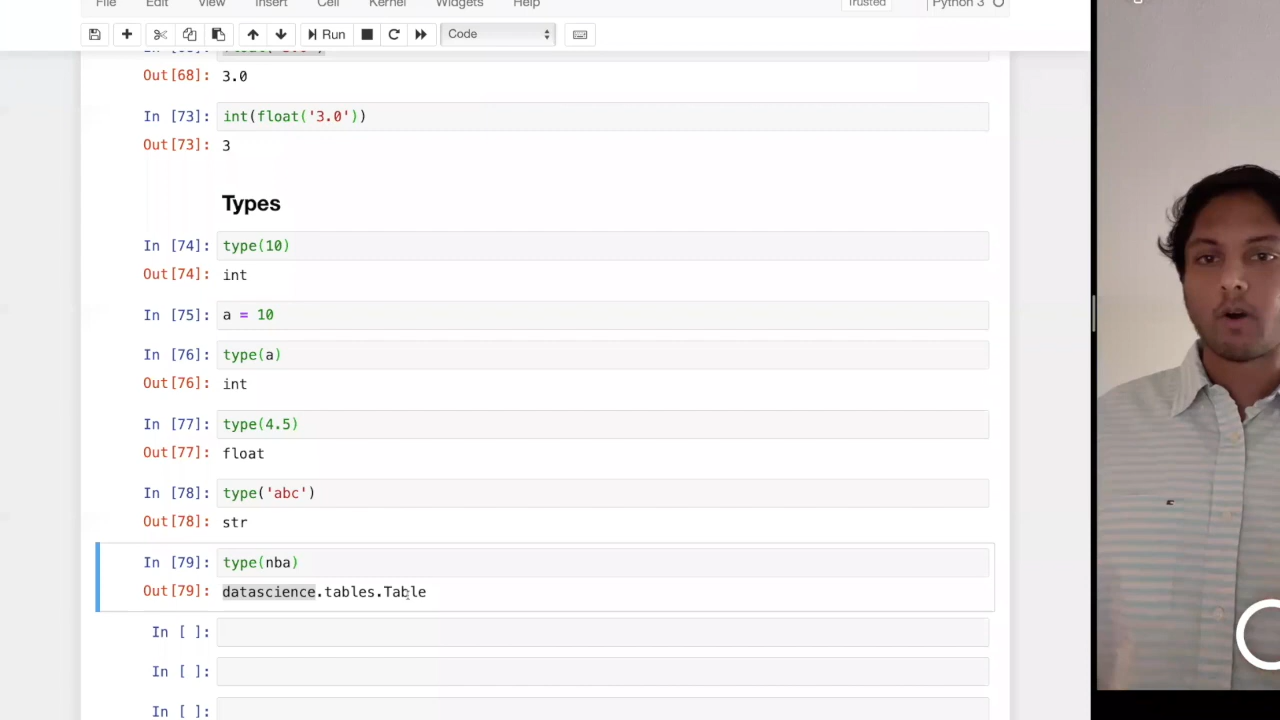 File Edit View Insert Cell Kernel Widgets Help Trusted Python 3
Run Code
Out[68]: 3.0
In [73]: int(float('3.0'))
Out[73]: 3
Types
In [74]: type(10)
Out[74]: int
In [75]: a = 10
In [76]: type(a)
Out[76]: int
In [77]: type(4.5)
Out[77]: float
In [78]: type('abc')
Out[78]: str
In [79]: type(nba)
Out[79]: datascience.tables.Table
In [ ]:
In [ ]:
In [ ]: